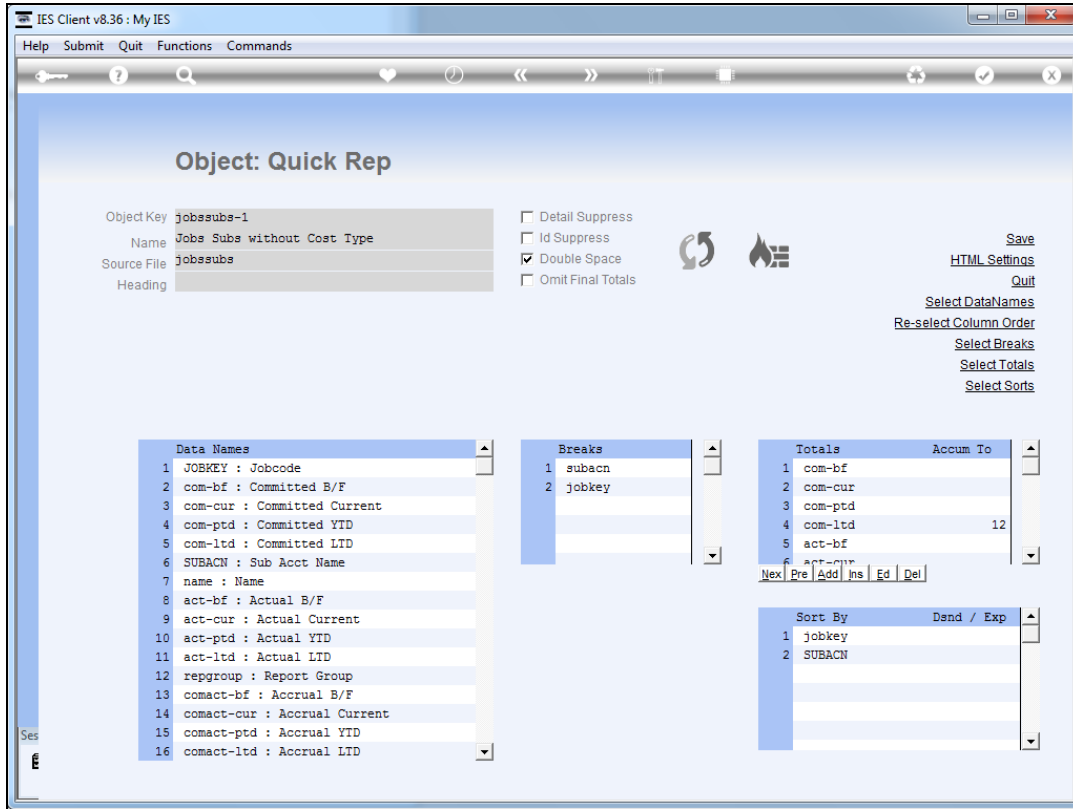 IES Client v8.36 : My IES
Help Submit Quit Functions Commands
Object: Quick Rep
Object Key jobssubs-1
Name Jobs Subs without Cost Type
Source File jobssubs
Heading
Detail Suppress
Id Suppress
Double Space
Omit Final Totals
Save
HTML Settings
Quit
Select DataNames
Re-select Column Order
Select Breaks
Select Totals
Select Sorts
Data Names
1 JOBKEY : Jobcode
2 com-bf : Committed B/F
3 com-cur : Committed Current
4 com-ptd : Committed YTD
5 com-ltd : Committed LTD
6 SUBACN : Sub Acct Name
7 name : Name
8 act-bf : Actual B/F
9 act-cur : Actual Current
10 act-ptd : Actual YTD
11 act-ltd : Actual LTD
12 repgroup : Report Group
13 comact-bf : Accrual B/F
14 comact-cur : Accrual Current
15 comact-ptd : Accrual YTD
16 comact-ltd : Accrual LTD
Breaks
1 subacn
2 jobkey
Totals Accum To
1 com-bf
2 com-cur
3 com-ptd
4 com-ltd 12
5 act-bf
6 act-cur
Nex Pre Add Ins Ed Del
Sort By Dsnd / Exp
1 jobkey
2 SUBACN
Ses